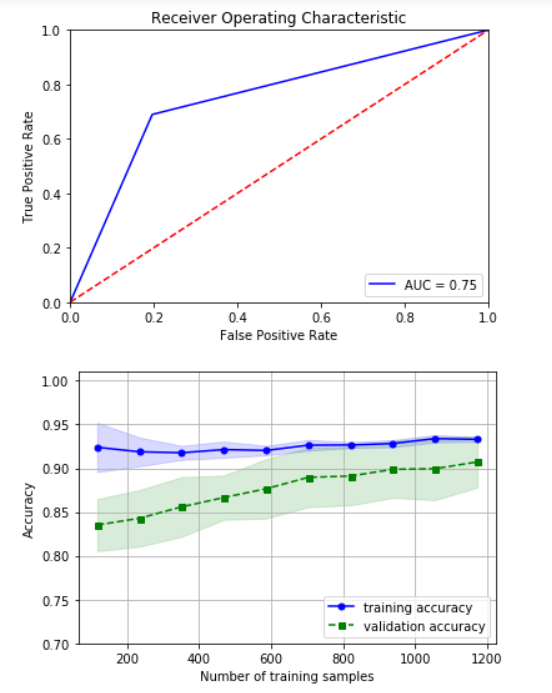 Receiver Operating Characteristic
1.0
0.8
0.6
0.4
0.2
0.0
True Positive Rate
AUC = 0.75
0.0 0.2 0.4 0.6 0.8 1.0
False Positive Rate
1.00
0.95
0.90
0.85
0.80
0.75
0.70
Accuracy
training accuracy
validation accuracy
200 400 600 800 1000 1200
Number of training samples